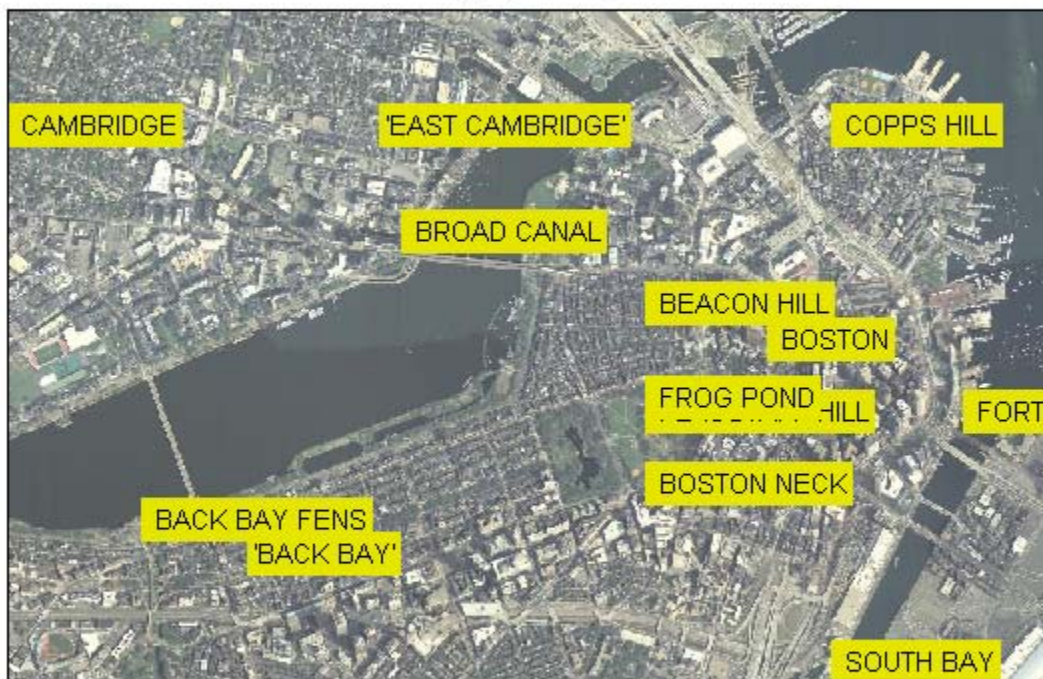 CAMBRIDGE
'EAST CAMBRIDGE'
COPPS HILL
BROAD CANAL
BEACON HILL
BOSTON
FROG POND
HILL
FORT
BOSTON NECK
BACK BAY FENS
'BACK BAY'
SOUTH BAY